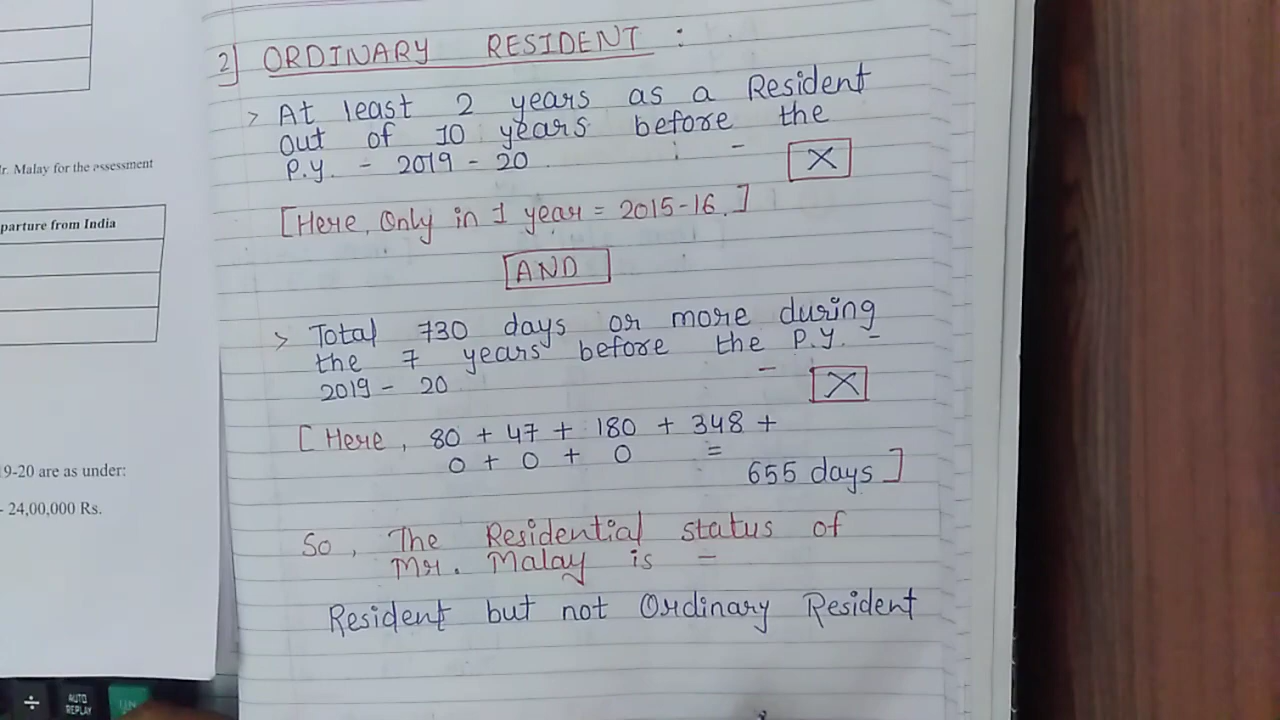 2] ORDINARY RESIDENT :
> At least 2 years as a Resident
out of 10 years before the
P.Y. - 2019 - 20 - X
[Here, Only in 1 year = 2015-16.]
AND
> Total 730 days or more during
the 7 years before the P.Y. -
2019 - 20 - X
[Here, 80 + 47 + 180 + 348 +
0 + 0 + 0 =
655 days]
So, The Residential status of
Mr. Malay is -
Resident but not Ordinary Resident
r. Malay for the assessment
parture from India
9-20 are as under:
- 24,00,000 Rs.
÷
AUTO
REPLAY